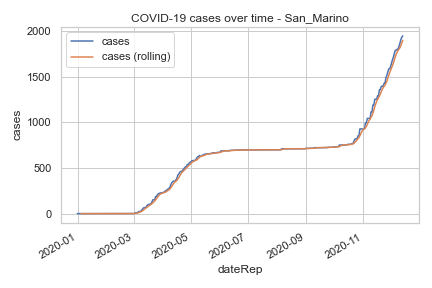 COVID-19 cases over time - San_Marino
cases
cases (rolling)
cases
2000
1500
1000
500
0
2020-01
2020-03
2020-05
2020-07
2020-09
2020-11
dateRep